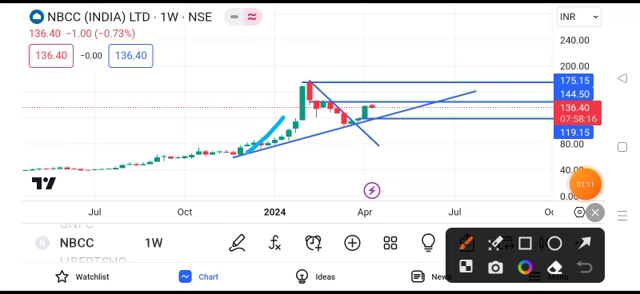 NBCC (INDIA) LTD · 1W · NSE
INR
136.40 −1.00 (−0.73%)
136.40 −0.00 136.40
240.00
200.00
175.15
144.50
136.40
07:58:16
119.15
80.00
40.00
0.00
01:11
Jul Oct 2024 Apr Jul
NBCC 1W
Watchlist Chart Ideas News